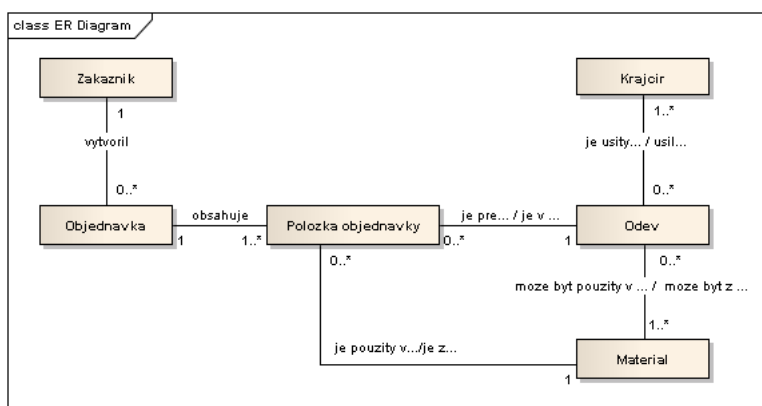 class ER Diagram
Zakaznik
Krajcir
1
1..*
vytvoril
je usity... / usil...
0..*
0..*
Objednavka
obsahuje
Polozka objednavky
je pre... / je v ...
Odev
1
1..*
0..*
1
0..*
0..*
moze byt pouzity v ... / moze byt z ...
1..*
je pouzity v.../je z...
Material
1